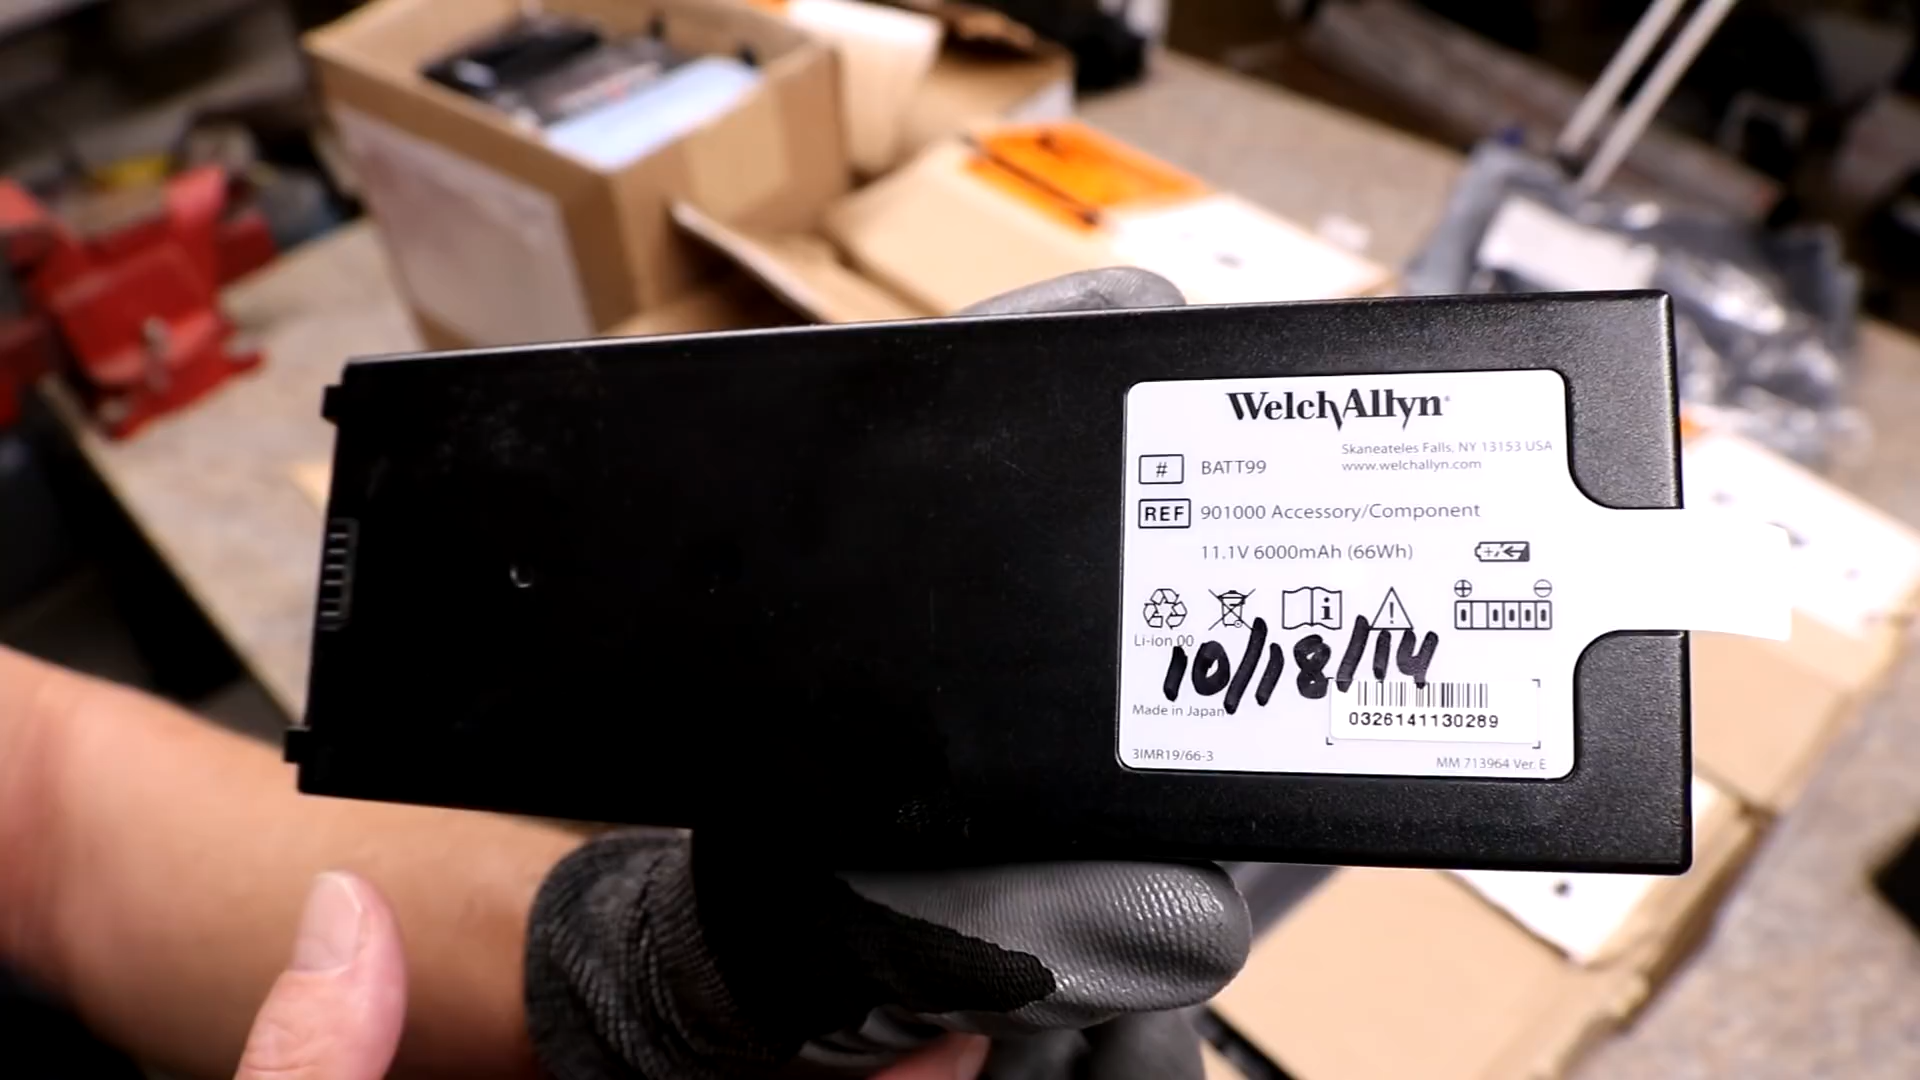 WelchAllyn®
Skaneateles Falls, NY 13153 USA
www.welchallyn.com
# BATT99
REF 901000 Accessory/Component
11.1V 6000mAh (66Wh)
Li-ion 00
10/18/14
Made in Japan
0326141130289
3IMR19/66-3
MM 713964 Ver. E